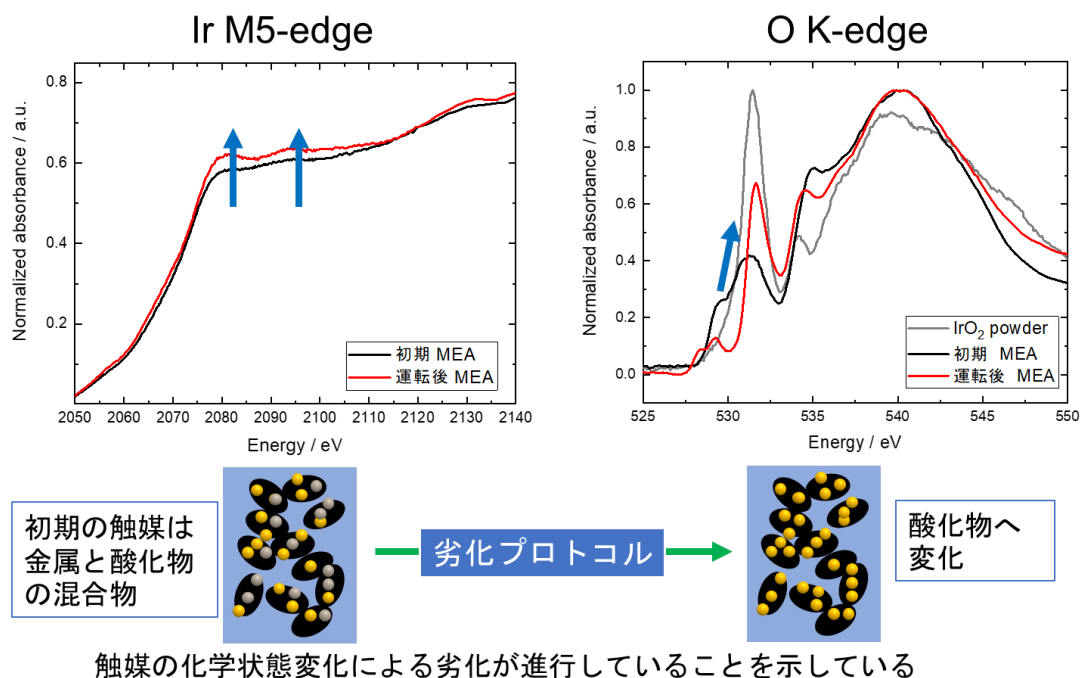 Ir M5-edge
O K-edge
Normalized absorbance / a.u.
0.8
0.6
0.4
0.2
初期 MEA
運転後 MEA
2050 2060 2070 2080 2090 2100 2110 2120 2130 2140
Energy / eV
Normalized absorbance / a.u.
1.0
0.8
0.6
0.4
0.2
0.0
IrO₂ powder
初期 MEA
運転後 MEA
525 530 535 540 545 550
Energy / eV
初期の触媒は
金属と酸化物
の混合物
劣化プロトコル
酸化物へ
変化
触媒の化学状態変化による劣化が進行していることを示している